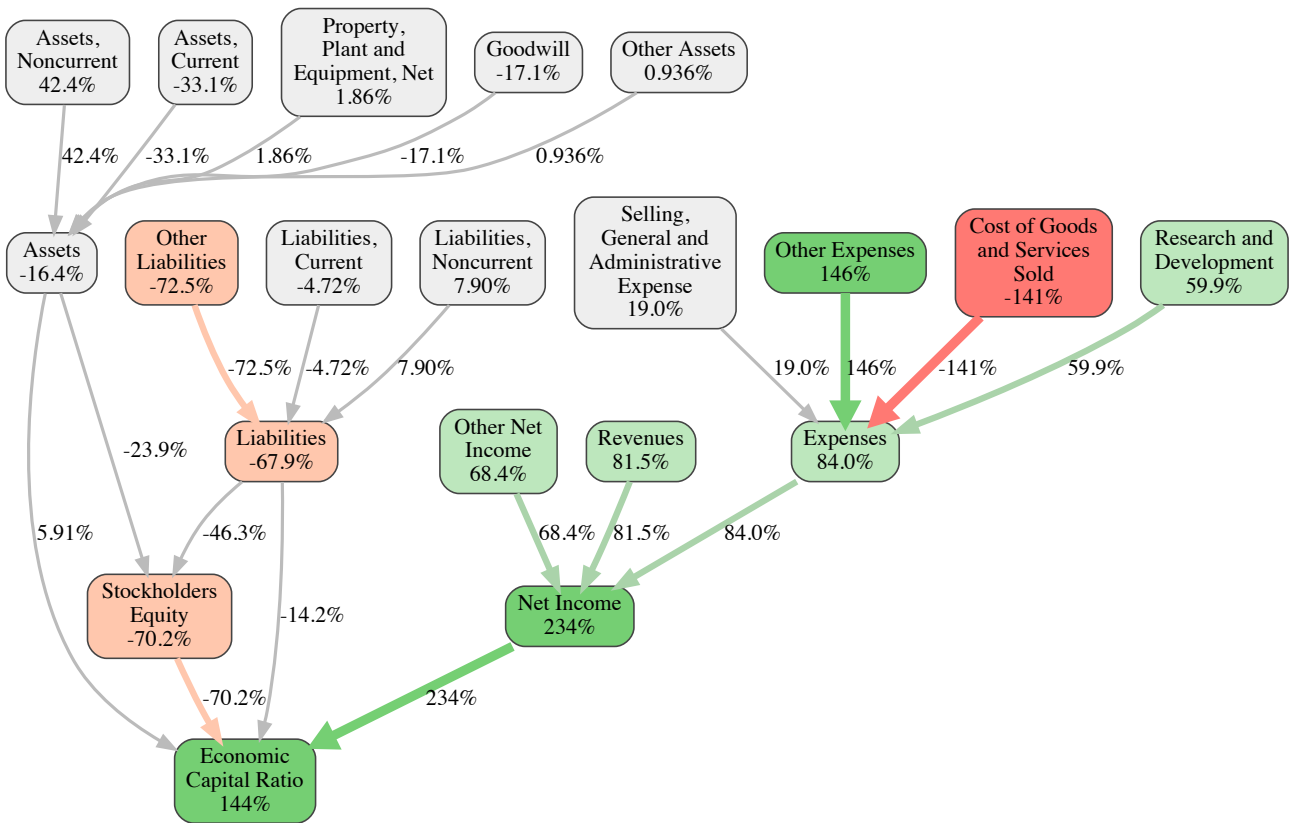 Assets,
Noncurrent
42.4%
Assets,
Current
-33.1%
Property,
Plant and
Equipment, Net
1.86%
Goodwill
-17.1%
Other Assets
0.936%
42.4%
-33.1%
1.86%
-17.1%
0.936%
Assets
-16.4%
Other
Liabilities
-72.5%
Liabilities,
Current
-4.72%
Liabilities,
Noncurrent
7.90%
Selling,
General and
Administrative
Expense
19.0%
Other Expenses
146%
Cost of Goods
and Services
Sold
-141%
Research and
Development
59.9%
-72.5%
-4.72%
7.90%
19.0%
146%
-141%
59.9%
-23.9%
Liabilities
-67.9%
Other Net
Income
68.4%
Revenues
81.5%
Expenses
84.0%
5.91%
-46.3%
68.4%
81.5%
84.0%
Stockholders
Equity
-70.2%
-14.2%
Net Income
234%
-70.2%
234%
Economic
Capital Ratio
144%